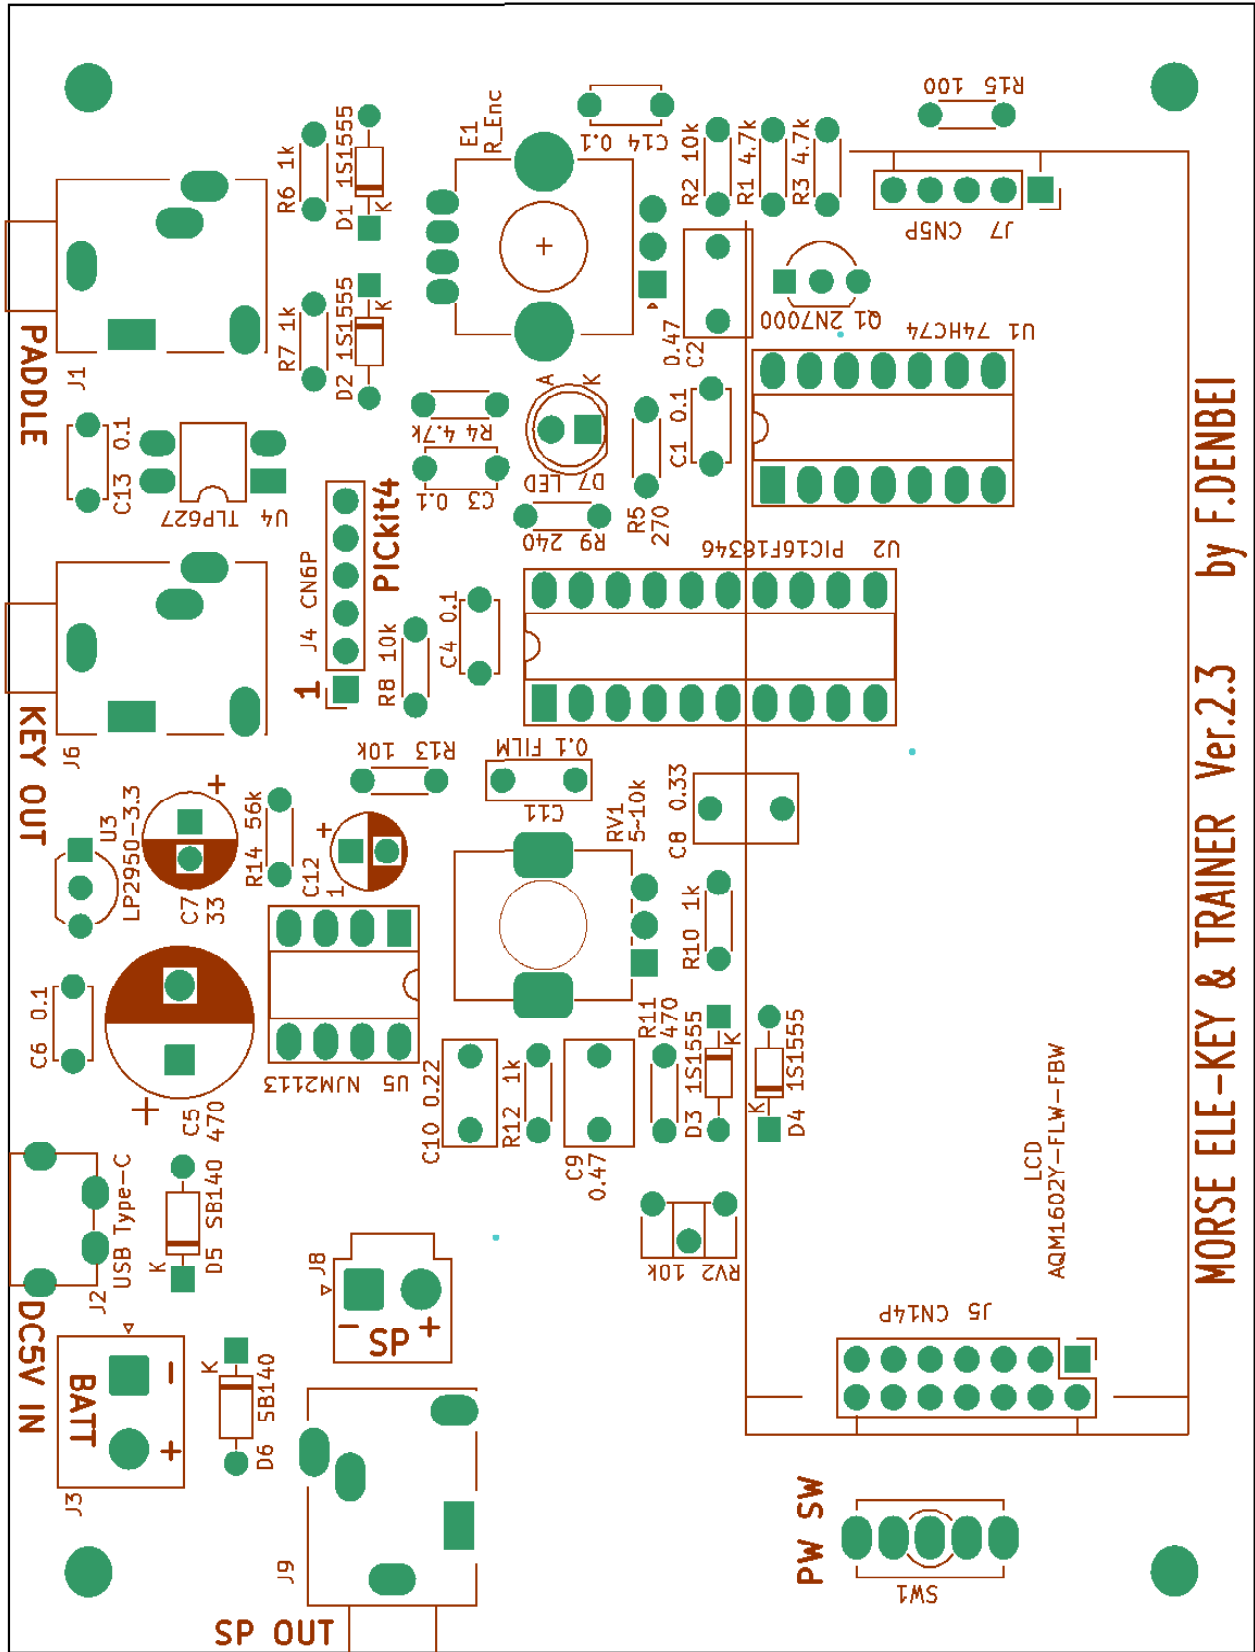 R15 100
J7 CN5P
C14 0.1
E1
R_Enc
R2 10k
R1 4.7k
R3 4.7k
R6 1k
D1 1S1555
K
R7 1k
D2 1S1555
K
J1
PADDLE
Q1 2N7000
U1 74HC74
0.47
C2
C1 0.1
A
K
D7 LED
R4 4.7k
C3 0.1
R5
270
R9 240
C13 0.1
U4 TLP627
J4 CN6P
PICkit4
1
R8 10k
C4 0.1
U2 PIC16F18346
J6
KEY OUT
R13 10k
0.1 FILM
C11
RV1
5~10k
C8 0.33
U3
LP2950-3.3
+
C7
33
R14 56k
+
C12
1
R10 1k
C6 0.1
+
C5
470
U5 NJM2113
C10 0.22
R12 1k
C9
0.47
R11
470
D3 1S1555
K
D4 1S1555
K
RV2 10k
LCD
AQM1602Y-FLW-FBW
J5 CN14P
J2
USB Type-C
D5 SB140
K
DC5V IN
J3
BATT
-
+
D6 SB140
K
J8
- +
SP
J9
SP OUT
PW SW
SW1
MORSE ELE-KEY & TRAINER Ver.2.3 by F.DENBEI